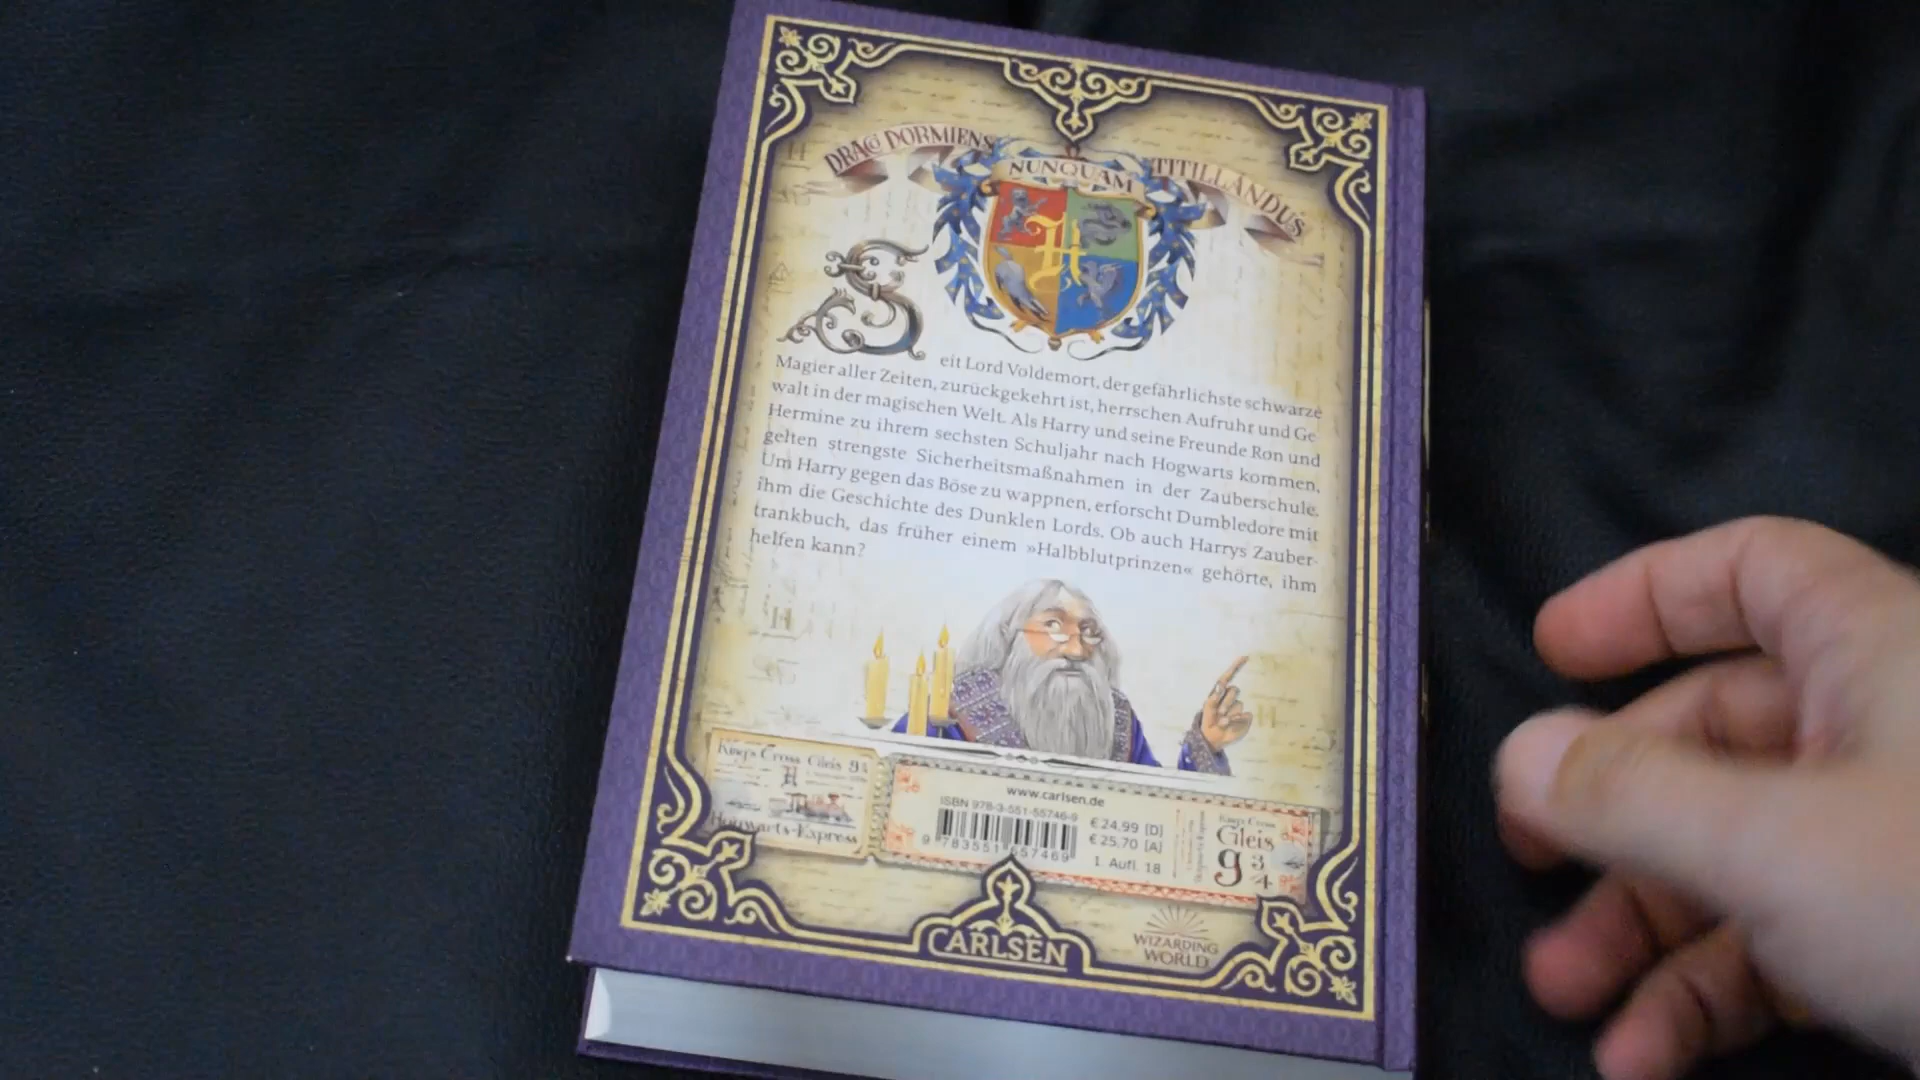 DRACO DORMIENS NUNQUAM TITILLANDUS
H
Seit Lord Voldemort, der gefährlichste schwarze
Magier aller Zeiten, zurückgekehrt ist, herrschen Aufruhr und Ge-
walt in der magischen Welt. Als Harry und seine Freunde Ron und
Hermine zu ihrem sechsten Schuljahr nach Hogwarts kommen,
gelten strengste Sicherheitsmaßnahmen in der Zauberschule.
Um Harry gegen das Böse zu wappnen, erforscht Dumbledore mit
ihm die Geschichte des Dunklen Lords. Ob auch Harrys Zauber-
trankbuch, das früher einem »Halbblutprinzen« gehörte, ihm
helfen kann?
King's Cross Gleis 9¾
H
Hogwarts-Express
www.carlsen.de
ISBN 978-3-551-55746-9
9 783551 557469
€ 24.99 [D]
€ 25.70 [A]
1. Aufl. 18
King's Cross
Gleis
9 3/4
CARLSEN
WIZARDING
WORLD